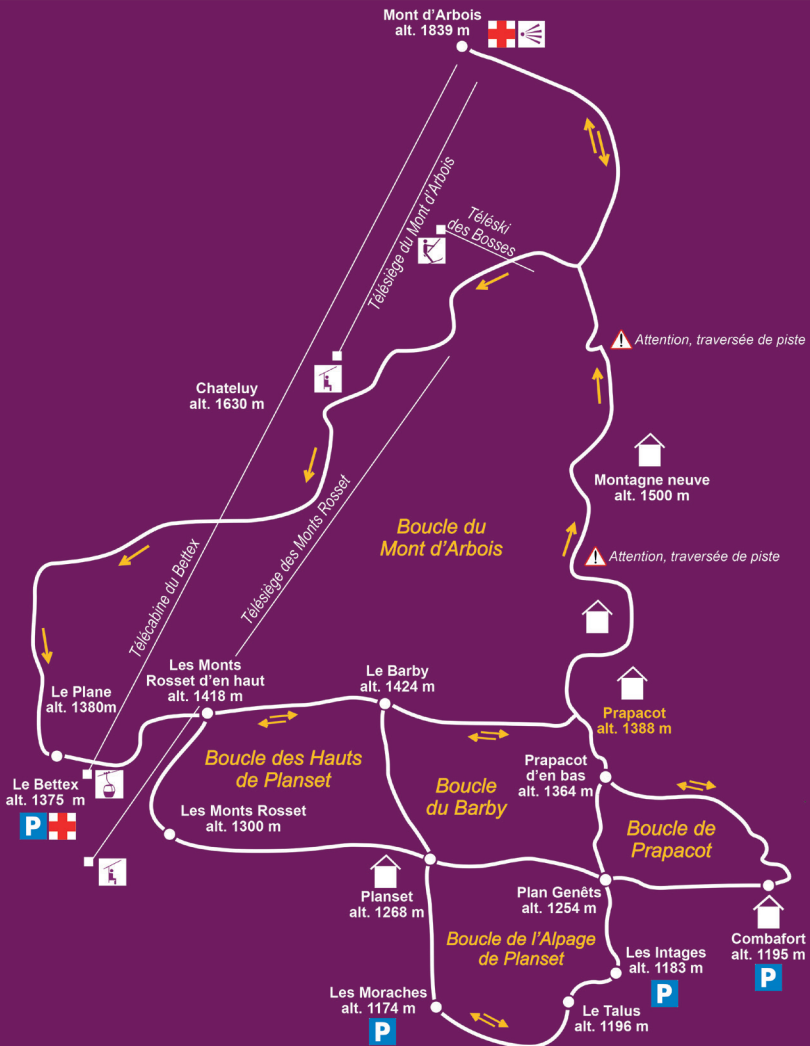 Mont d'Arbois
alt. 1839 m
Télésiège du Mont d'Arbois
Téléski
des Bosses
Attention, traversée de piste
Chateluy
alt. 1630 m
Montagne neuve
alt. 1500 m
Télésiège des Monts Rosset
Boucle du
Mont d'Arbois
Attention, traversée de piste
Télécabine du Bettex
Les Monts
Rosset d'en haut
alt. 1418 m
Le Barby
alt. 1424 m
Le Plane
alt. 1380m
Prapacot
alt. 1388 m
Boucle des Hauts
de Planset
Boucle
du Barby
Prapacot
d'en bas
alt. 1364 m
Le Bettex
alt. 1375 m
P
Les Monts Rosset
alt. 1300 m
Boucle de
Prapacot
Planset
alt. 1268 m
Plan Genêts
alt. 1254 m
Combafort
alt. 1195 m
P
Boucle de l'Alpage
de Planset
Les Intages
alt. 1183 m
P
Les Moraches
alt. 1174 m
P
Le Talus
alt. 1196 m